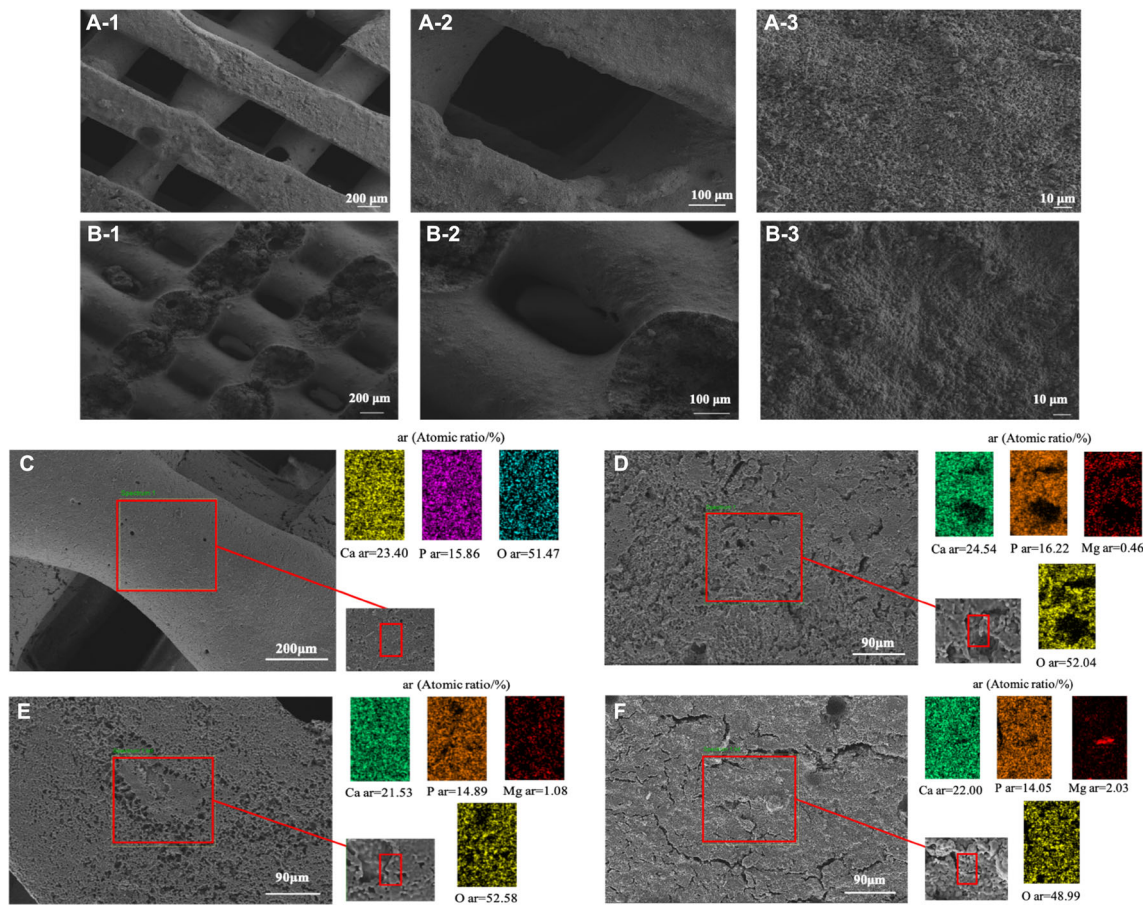 A-1
200 μm
A-2
100 μm
A-3
10 μm
B-1
200 μm
B-2
100 μm
B-3
10 μm
C
200μm
ar (Atomic ratio/%)
Ca ar=23.40 P ar=15.86 O ar=51.47
D
90μm
ar (Atomic ratio/%)
Ca ar=24.54 P ar=16.22 Mg ar=0.46
O ar=52.04
E
90μm
ar (Atomic ratio/%)
Ca ar=21.53 P ar=14.89 Mg ar=1.08
O ar=52.58
F
90μm
ar (Atomic ratio/%)
Ca ar=22.00 P ar=14.05 Mg ar=2.03
O ar=48.99